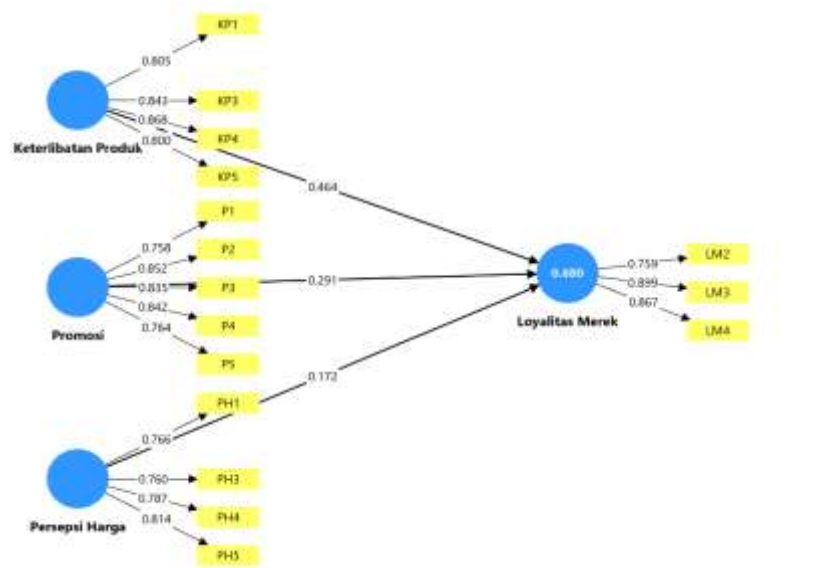 KP1
0.805
0.843
KP3
0.868
KP4
Keterlibatan Produk
0.800
KP5
0.464
P1
0.758
P2
0.852
0.835
P3
0.291
0.842
P4
0.764
Promosi
P5
LM2
0.759
0.899
LM3
0.867
Loyalitas Merek
LM4
0.172
PH1
0.766
0.760
PH3
0.787
PH4
0.814
Persepsi Harga
PH5